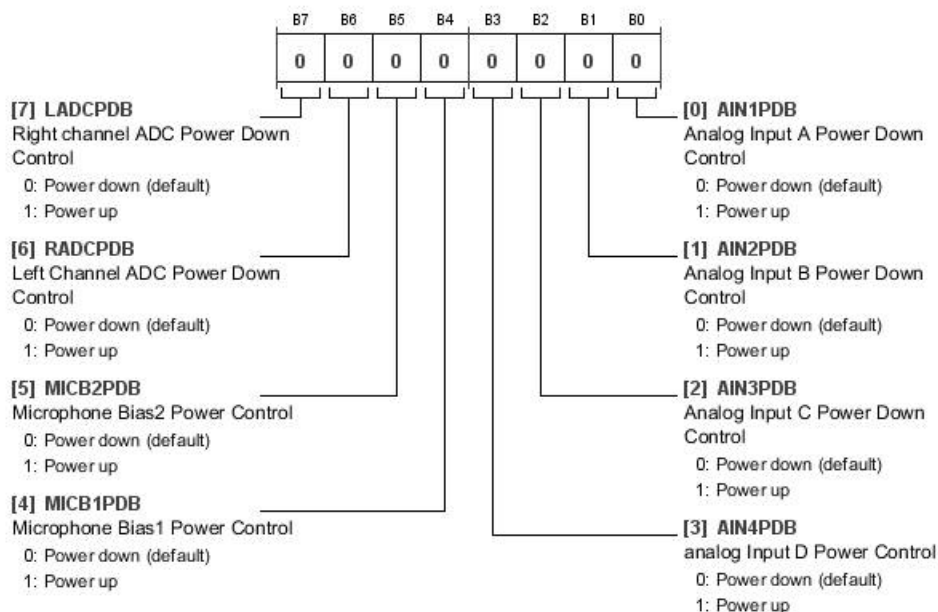 B7 B6 B5 B4 B3 B2 B1 B0
0 0 0 0 0 0 0 0
[7] LADCPDB
Right channel ADC Power Down
Control
0: Power down (default)
1: Power up
[6] RADCPDB
Left Channel ADC Power Down
Control
0: Power down (default)
1: Power up
[5] MICB2PDB
Microphone Bias2 Power Control
0: Power down (default)
1: Power up
[4] MICB1PDB
Microphone Bias1 Power Control
0: Power down (default)
1: Power up
[0] AIN1PDB
Analog Input A Power Down
Control
0: Power down (default)
1: Power up
[1] AIN2PDB
Analog Input B Power Down
Control
0: Power down (default)
1: Power up
[2] AIN3PDB
Analog Input C Power Down
Control
0: Power down (default)
1: Power up
[3] AIN4PDB
analog Input D Power Control
0: Power down (default)
1: Power up